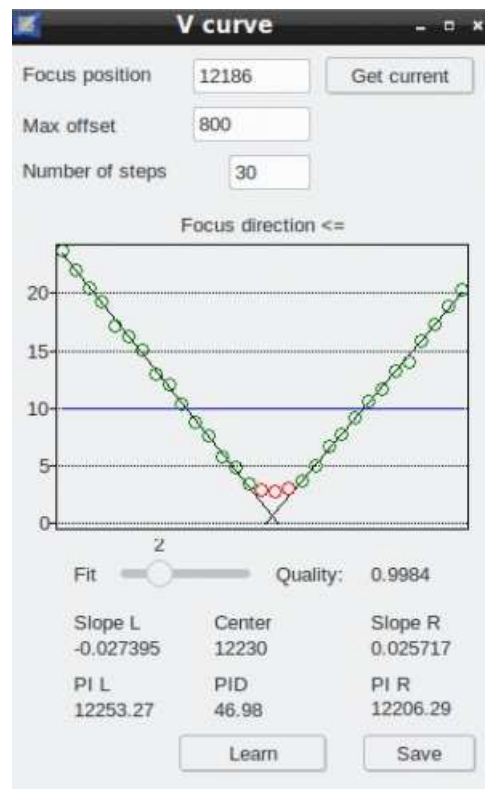 V curve
Focus position 12186 Get current
Max offset 800
Number of steps 30
Focus direction <=
20
15
10
5
0
2
Fit Quality: 0.9984
Slope L Center Slope R
-0.027395 12230 0.025717
PI L PID PI R
12253.27 46.98 12206.29
Learn Save